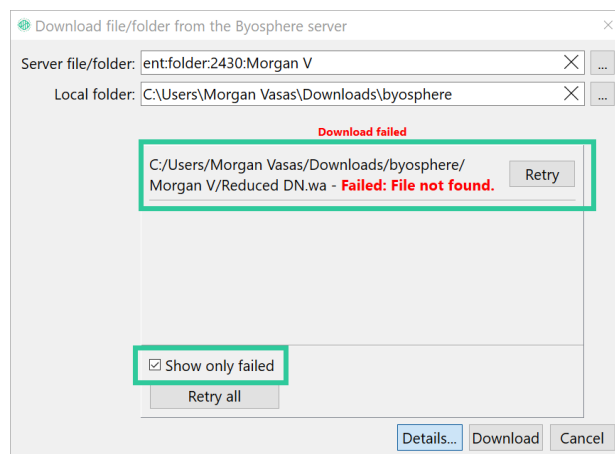 Download file/folder from the Byosphere server
Server file/folder: ent:folder:2430:Morgan V ...
Local folder: C:\Users\Morgan Vasas\Downloads\byosphere ...
Download failed
C:/Users/Morgan Vasas/Downloads/byosphere/
Morgan V/Reduced DN.wa - Failed: File not found.
Retry
Show only failed
Retry all
Details... Download Cancel